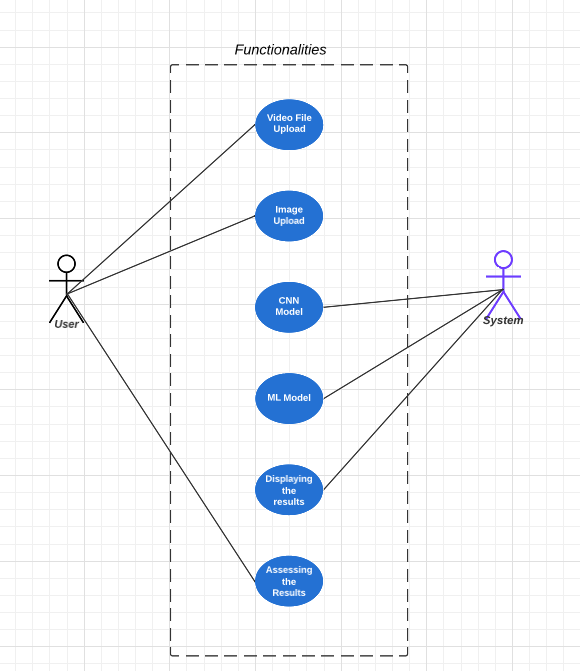 Functionalities
Video File
Upload
Image
Upload
CNN
Model
User
System
ML Model
Displaying
the
results
Assessing
the
Results